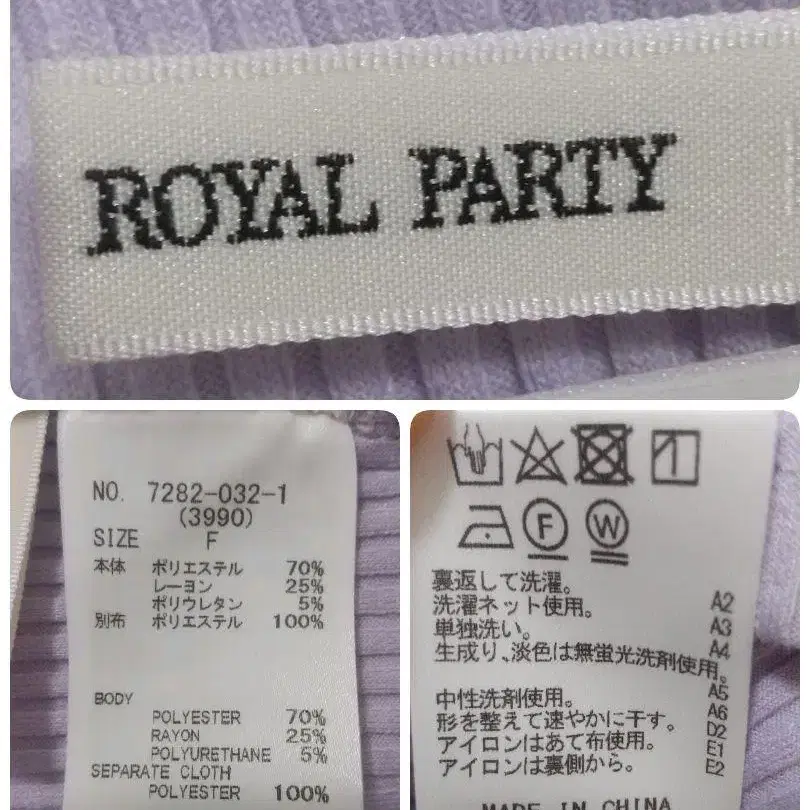 ROYAL PARTY
NO. 7282-032-1
(3990)
SIZE F
本体 ポリエステル 70%
レーヨン 25%
ポリウレタン 5%
別布 ポリエステル 100%
BODY
POLYESTER 70%
RAYON 25%
POLYURETHANE 5%
SEPARATE CLOTH
POLYESTER 100%
F W
裏返して洗濯。
洗濯ネット使用。 A2
単独洗い。 A3
生成り、淡色は無蛍光洗剤使用。 A4
中性洗剤使用。 A5
形を整えて速やかに干す。 A6
アイロンはあて布使用。 D2
アイロンは裏側から。 E1
E2
MADE IN CHINA